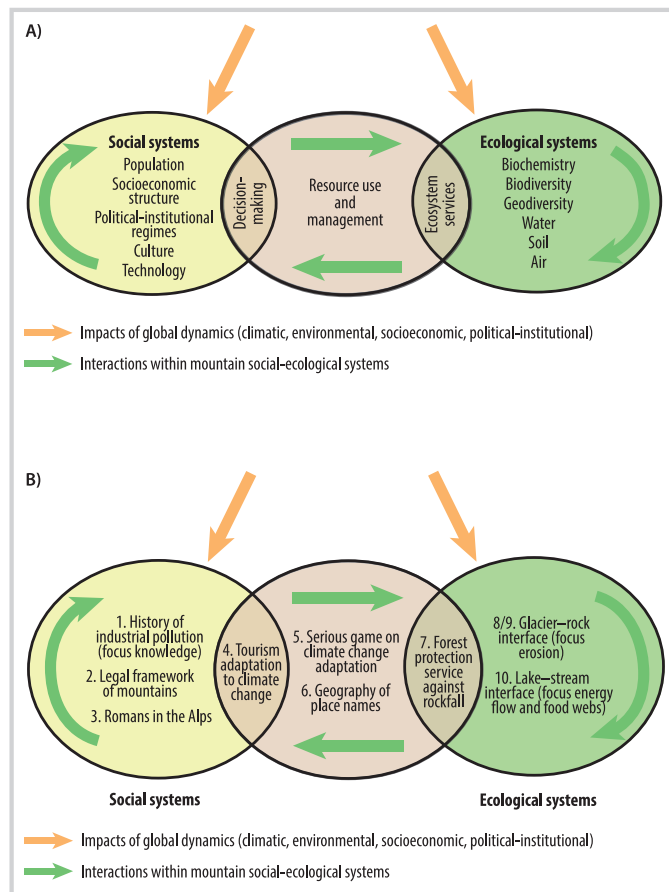 A)
Social systems
Population
Socioeconomic
structure
Political-institutional
regimes
Culture
Technology
Decision-
making
Resource use
and
management
Ecosystem
services
Ecological systems
Biochemistry
Biodiversity
Geodiversity
Water
Soil
Air
Impacts of global dynamics (climatic, environmental, socioeconomic, political-institutional)
Interactions within mountain social-ecological systems
B)
1. History of
industrial pollution
(focus knowledge)
2. Legal framework
of mountains
3. Romans in the Alps
4. Tourism
adaptation
to climate
change
5. Serious game on
climate change
adaptation
6. Geography of
place names
7. Forest
protection
service
against
rockfall
8/9. Glacier–rock
interface (focus
erosion)
10. Lake–stream
interface (focus energy
flow and food webs)
Social systems
Ecological systems
Impacts of global dynamics (climatic, environmental, socioeconomic, political-institutional)
Interactions within mountain social-ecological systems